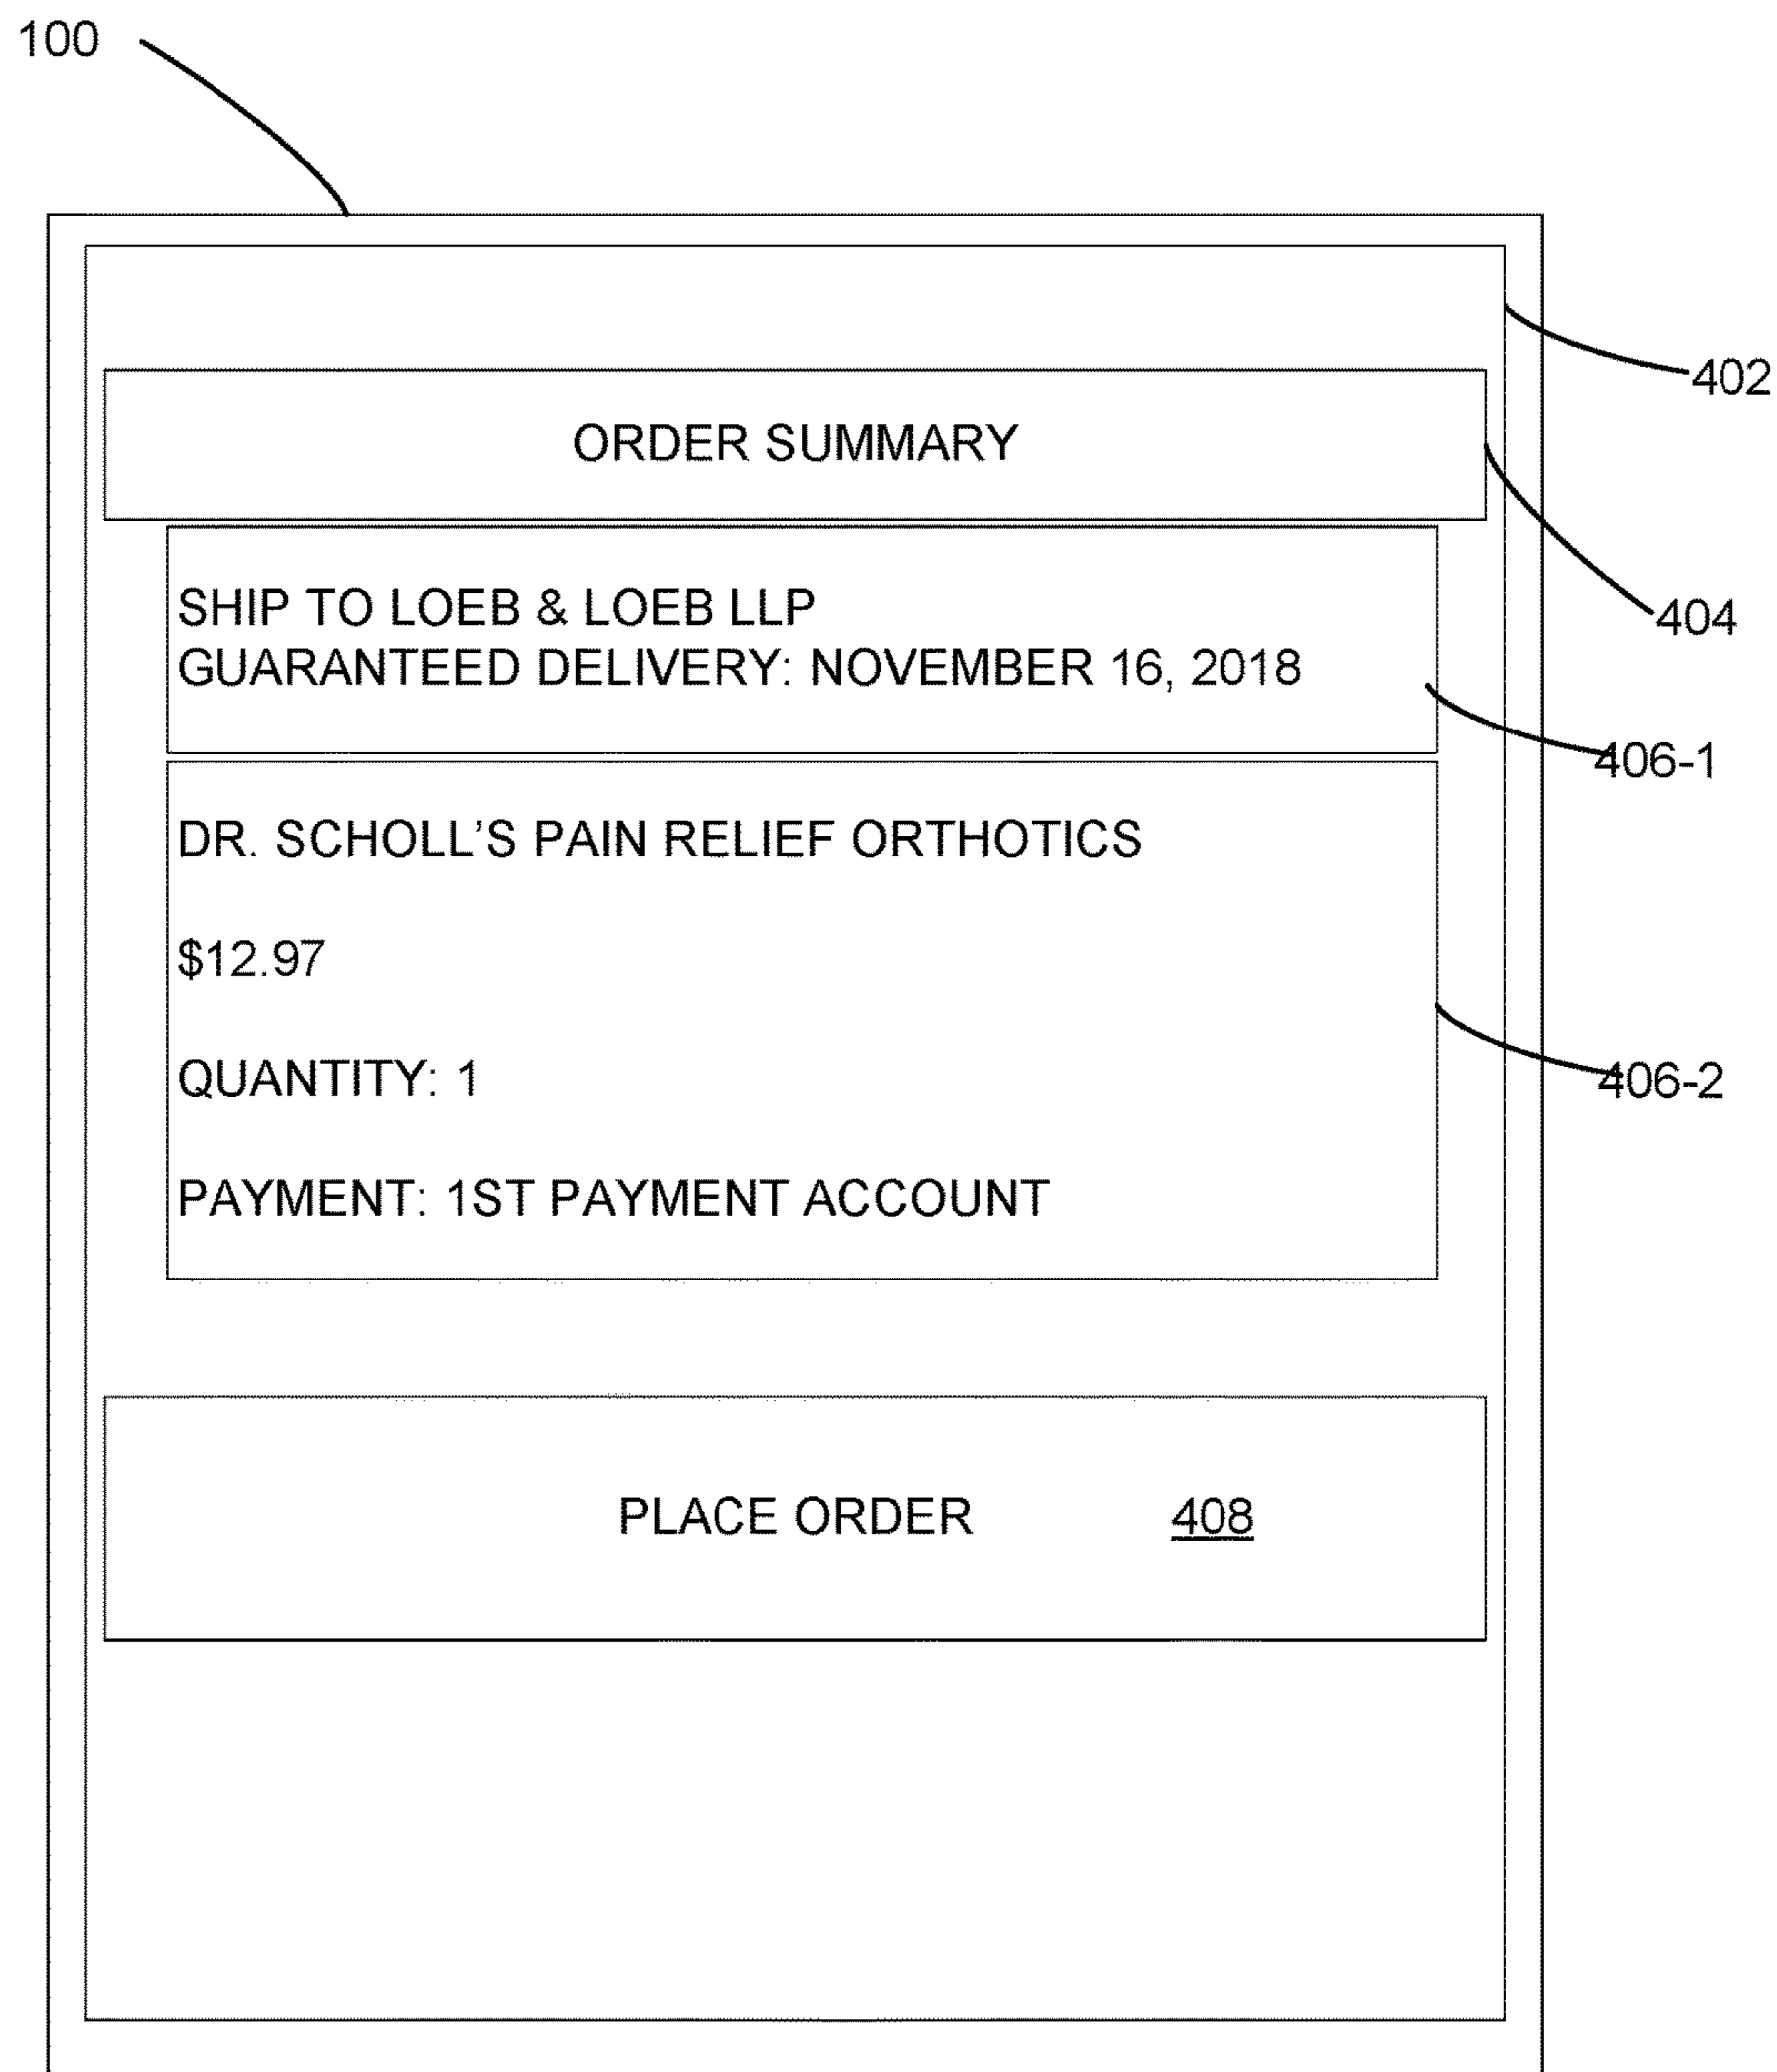 100
402
ORDER SUMMARY
404
SHIP TO LOEB & LOEB LLP
GUARANTEED DELIVERY: NOVEMBER 16, 2018
406-1
DR. SCHOLL'S PAIN RELIEF ORTHOTICS
$12.97
406-2
QUANTITY: 1
PAYMENT: 1ST PAYMENT ACCOUNT
PLACE ORDER 408